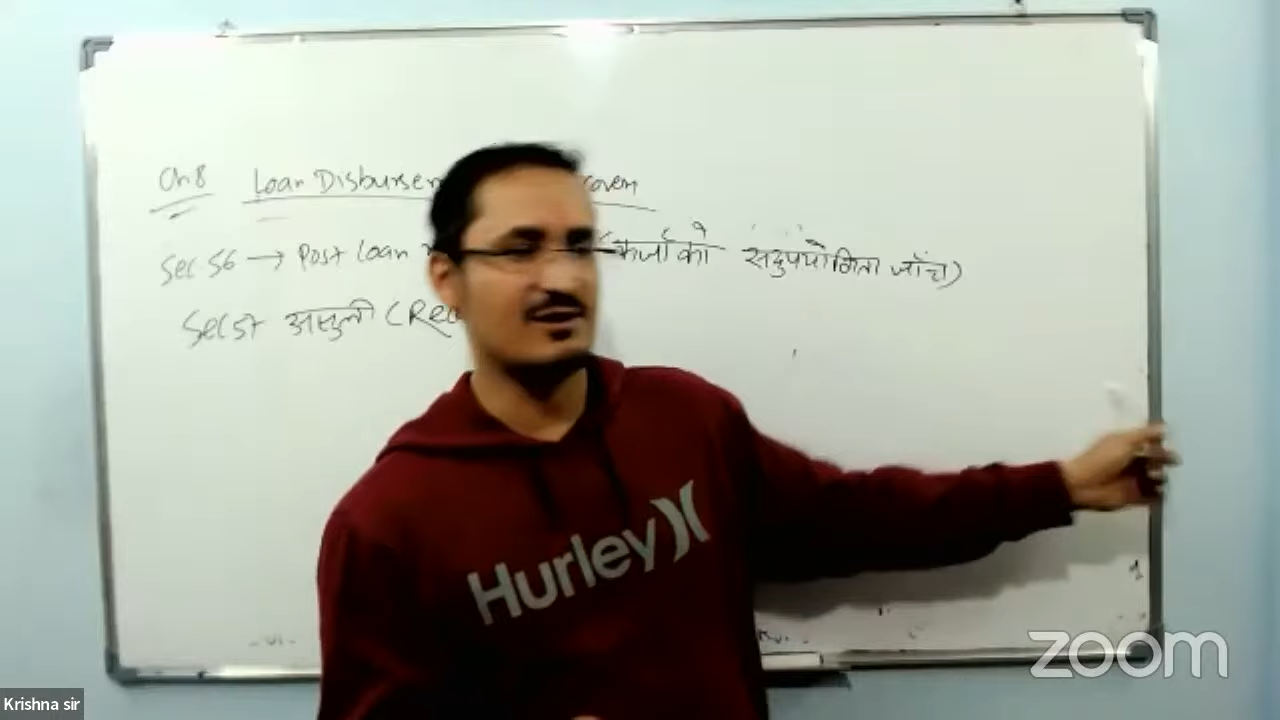 Ch 8 Loan Disbursem covery
Sec 56 → Post Loan (कर्जाको सदुपयोगिता जाँच)
Sec 57 असुली (Rec
Hurley
zoom
Krishna sir